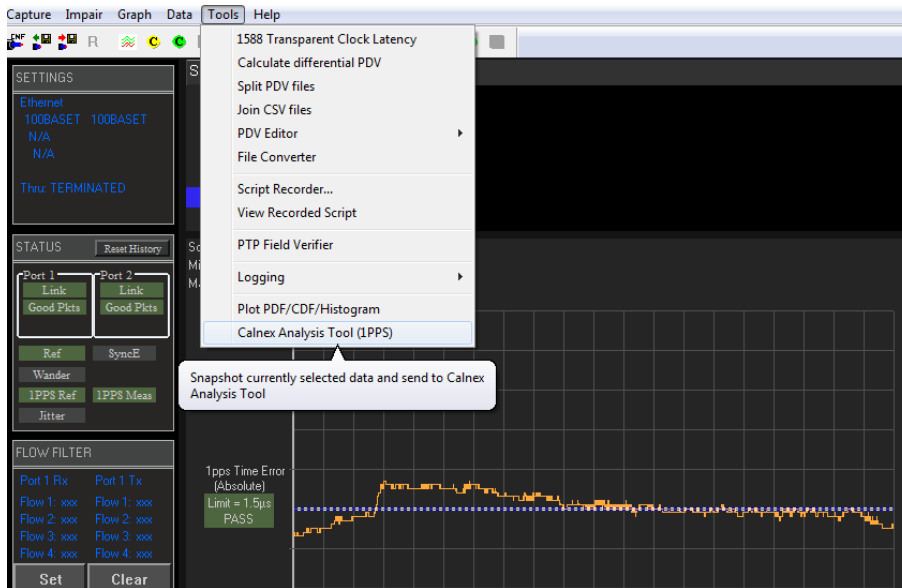 Capture Impair Graph Data Tools Help
CNF
R C C
1588 Transparent Clock Latency
Calculate differential PDV
Split PDV files
Join CSV files
PDV Editor
File Converter
Script Recorder...
View Recorded Script
PTP Field Verifier
Logging
Plot PDF/CDF/Histogram
Calnex Analysis Tool (1PPS)
Snapshot currently selected data and send to Calnex
Analysis Tool
SETTINGS
Ethernet
100BASET 100BASET
N/A
N/A
Thru: TERMINATED
STATUS Reset History
Port 1 Port 2
Link Link
Good Pkts Good Pkts
Ref SyncE
Wander
1PPS Ref 1PPS Meas
Jitter
FLOW FILTER
Port 1 Rx Port 1 Tx
Flow 1: xxx Flow 1: xxx
Flow 2: xxx Flow 2: xxx
Flow 3: xxx Flow 3: xxx
Flow 4: xxx Flow 4: xxx
Set Clear
1pps Time Error
(Absolute)
Limit = 1.5µs
PASS